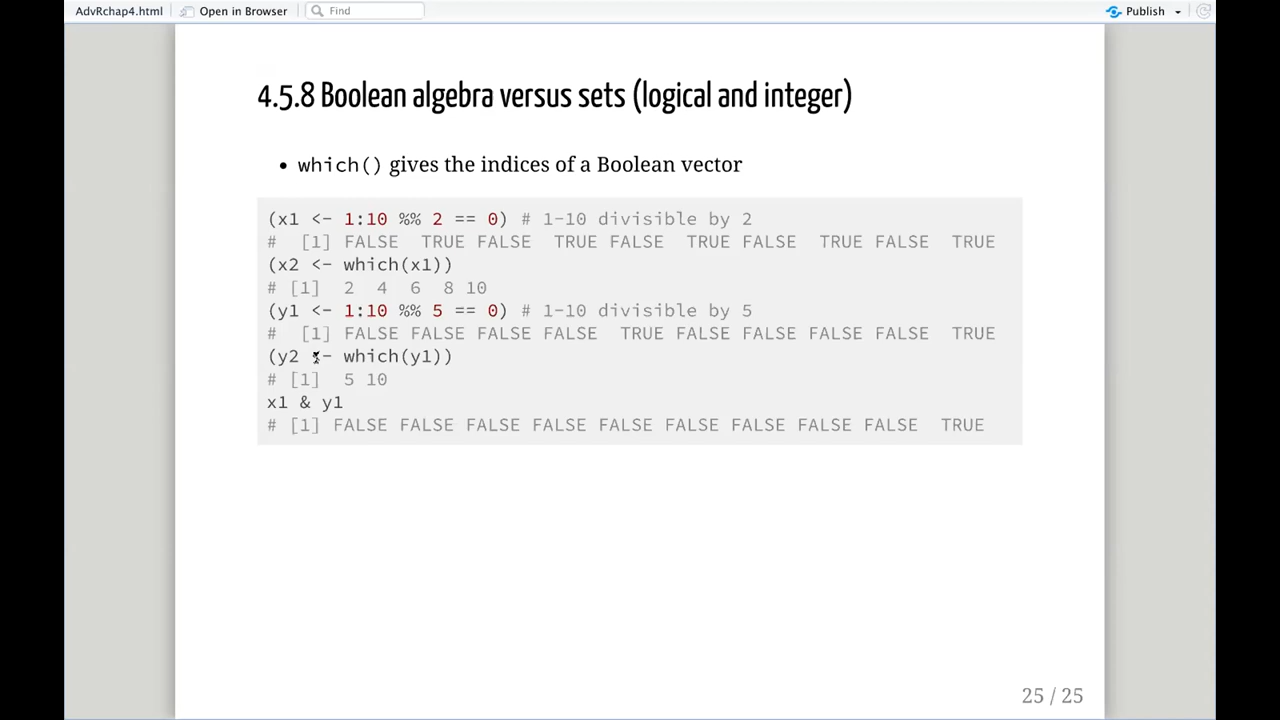 AdvRchap4.html Open in Browser Find Publish
4.5.8 Boolean algebra versus sets (logical and integer)
• which() gives the indices of a Boolean vector
(x1 <- 1:10 %% 2 == 0) # 1-10 divisible by 2
#  [1] FALSE  TRUE FALSE  TRUE FALSE  TRUE FALSE  TRUE FALSE  TRUE
(x2 <- which(x1))
# [1]  2  4  6  8 10
(y1 <- 1:10 %% 5 == 0) # 1-10 divisible by 5
#  [1] FALSE FALSE FALSE FALSE  TRUE FALSE FALSE FALSE FALSE  TRUE
(y2 <- which(y1))
# [1]  5 10
x1 & y1
# [1] FALSE FALSE FALSE FALSE FALSE FALSE FALSE FALSE FALSE  TRUE
25 / 25